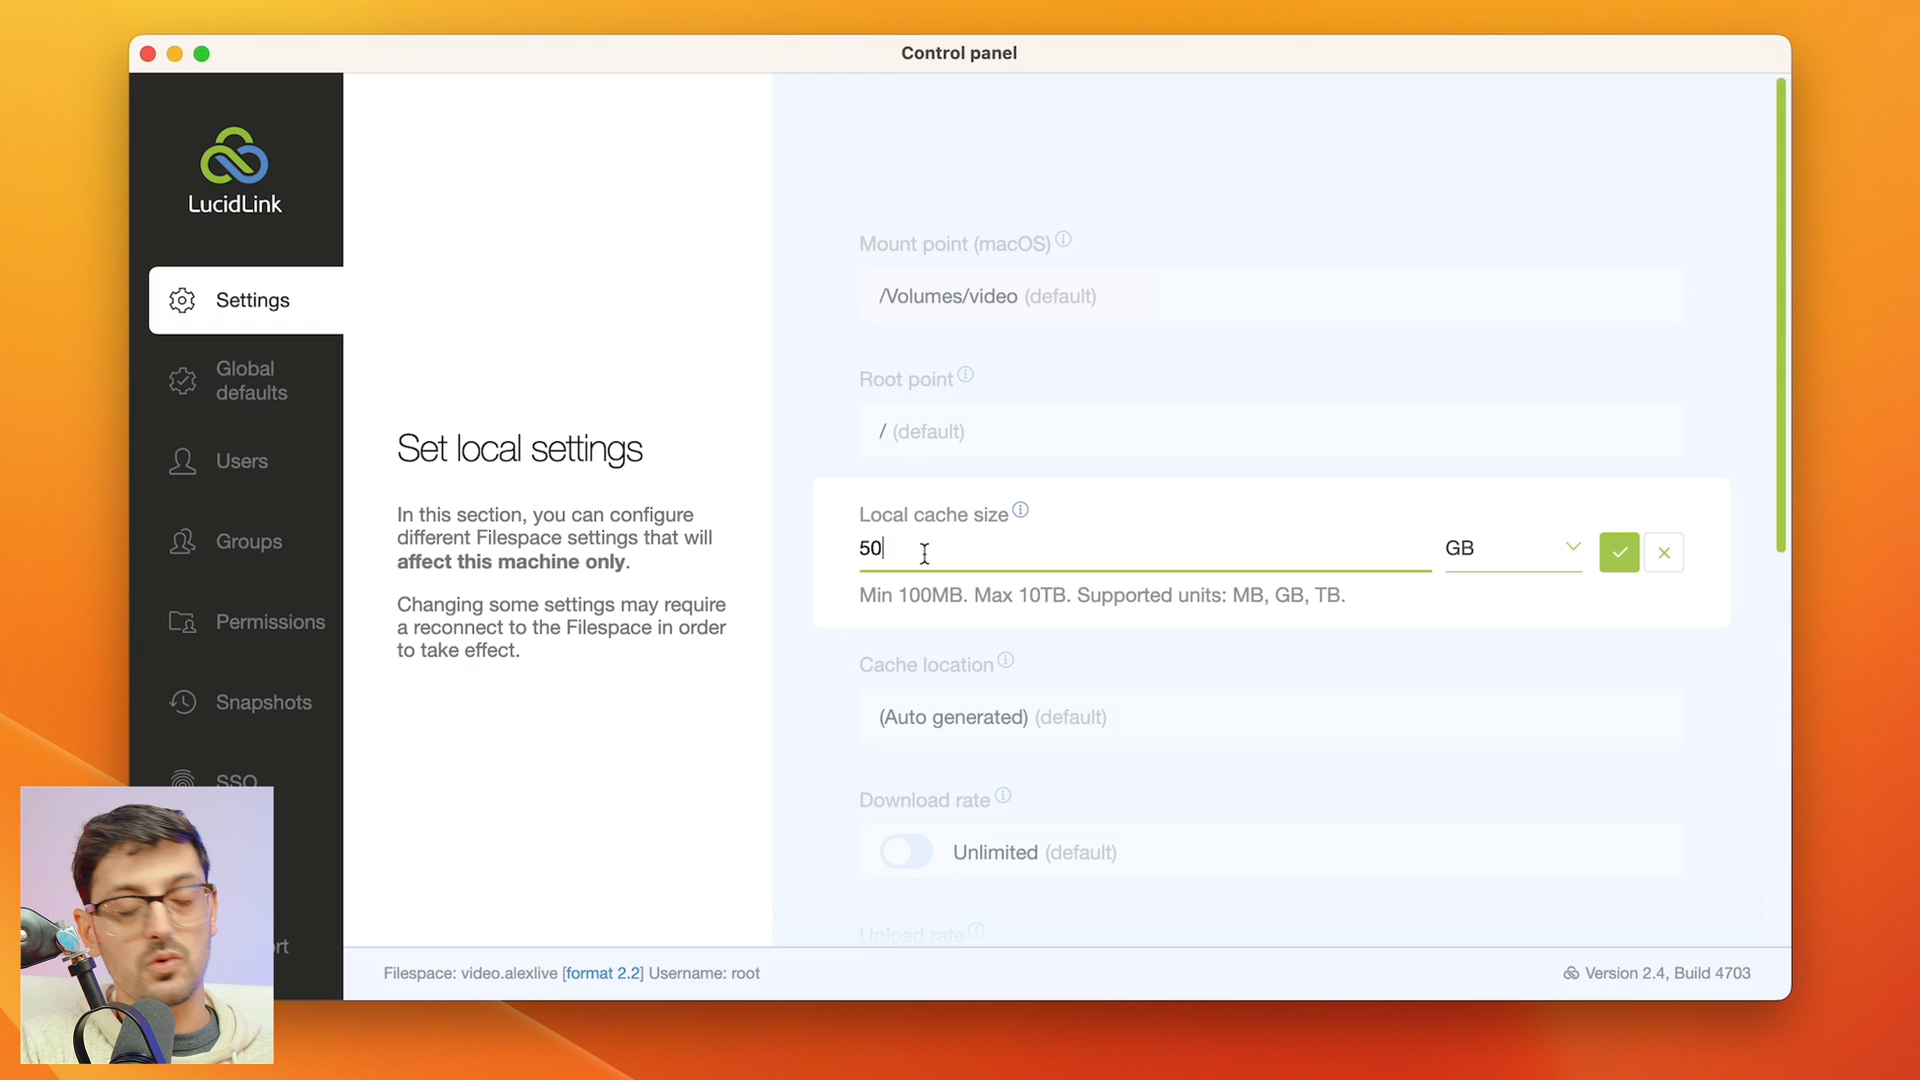 Control panel
LucidLink
Settings
Global
defaults
Users
Groups
Permissions
Snapshots
SSO
rt
Set local settings
In this section, you can configure
different Filespace settings that will
affect this machine only.
Changing some settings may require
a reconnect to the Filespace in order
to take effect.
Mount point (macOS)
/Volumes/video (default)
Root point
/ (default)
Local cache size
50
GB
Min 100MB. Max 10TB. Supported units: MB, GB, TB.
Cache location
(Auto generated) (default)
Download rate
Unlimited (default)
Upload rate
Filespace: video.alexlive [format 2.2] Username: root
Version 2.4, Build 4703